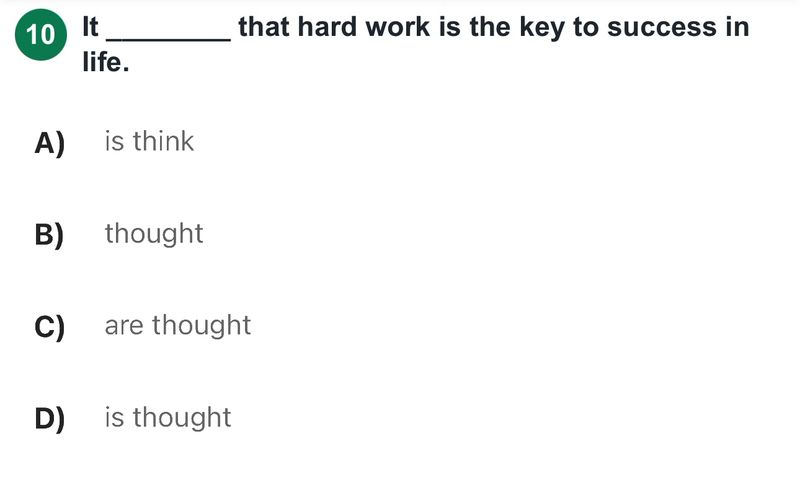 10 It ________ that hard work is the key to success in
life.
A) is think
B) thought
C) are thought
D) is thought